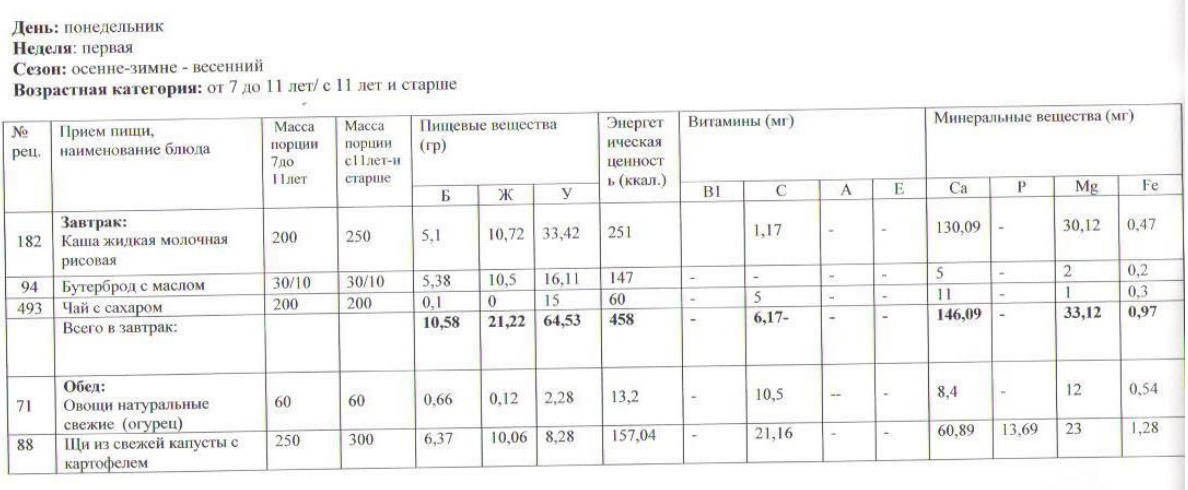 День: понедельник
Неделя: первая
Сезон: осенне-зимне - весенний
Возрастная категория: от 7 до 11 лет/ с 11 лет и старше
№ рец. Прием пищи, наименование блюда Масса порции 7до 11лет Масса порции с11лет-и старше Пищевые вещества (гр) Энергетическая ценность (ккал.) Витамины (мг) Минеральные вещества (мг)
Б Ж У В1 С А Е Са Р Mg Fe
Завтрак:
182 Каша жидкая молочная рисовая 200 250 5,1 10,72 33,42 251 1,17 - - 130,09 - 30,12 0,47
94 Бутерброд с маслом 30/10 30/10 5,38 10,5 16,11 147 - - - - 5 - 2 0,2
493 Чай с сахаром 200 200 0,1 0 15 60 - 5 - - 11 - 1 0,3
Всего в завтрак: 10,58 21,22 64,53 458 - 6,17- - - 146,09 - 33,12 0,97
Обед:
71 Овощи натуральные свежие (огурец) 60 60 0,66 0,12 2,28 13,2 - 10,5 -- - 8,4 - 12 0,54
88 Щи из свежей капусты с картофелем 250 300 6,37 10,06 8,28 157,04 - 21,16 - - 60,89 13,69 23 1,28